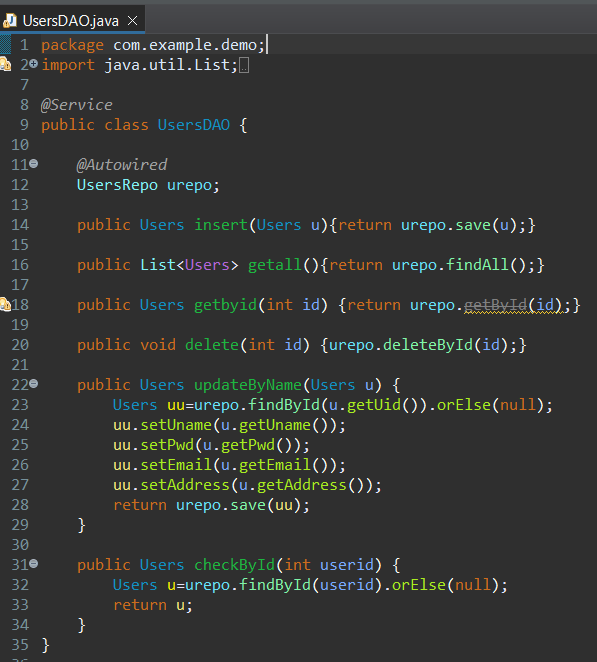 UsersDAO.java
1 package com.example.demo;
2 import java.util.List;
7
8 @Service
9 public class UsersDAO {
10
11     @Autowired
12     UsersRepo urepo;
13
14     public Users insert(Users u){return urepo.save(u);}
15
16     public List<Users> getall(){return urepo.findAll();}
17
18     public Users getbyid(int id) {return urepo.getById(id);}
19
20     public void delete(int id) {urepo.deleteById(id);}
21
22     public Users updateByName(Users u) {
23         Users uu=urepo.findById(u.getUid()).orElse(null);
24         uu.setUname(u.getUname());
25         uu.setPwd(u.getPwd());
26         uu.setEmail(u.getEmail());
27         uu.setAddress(u.getAddress());
28         return urepo.save(uu);
29     }
30
31     public Users checkById(int userid) {
32         Users u=urepo.findById(userid).orElse(null);
33         return u;
34     }
35 }